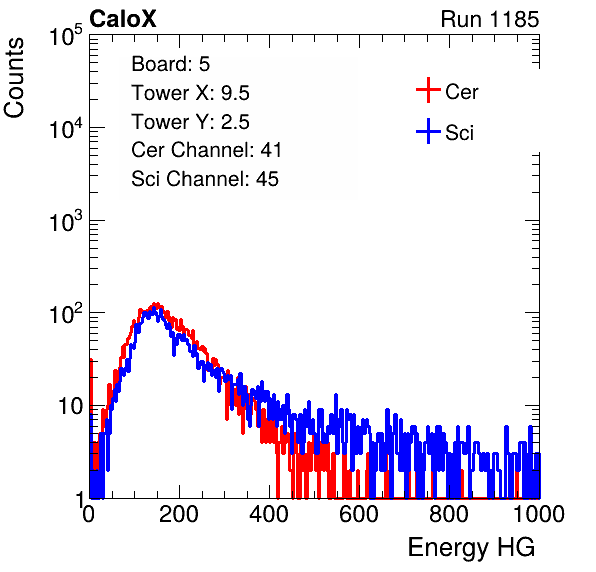 CaloX Run 1185
Counts
10^5
10^4
10^3
10^2
10
1
Board: 5
Tower X: 9.5
Tower Y: 2.5
Cer Channel: 41
Sci Channel: 45
Cer
Sci
0 200 400 600 800 1000
Energy HG